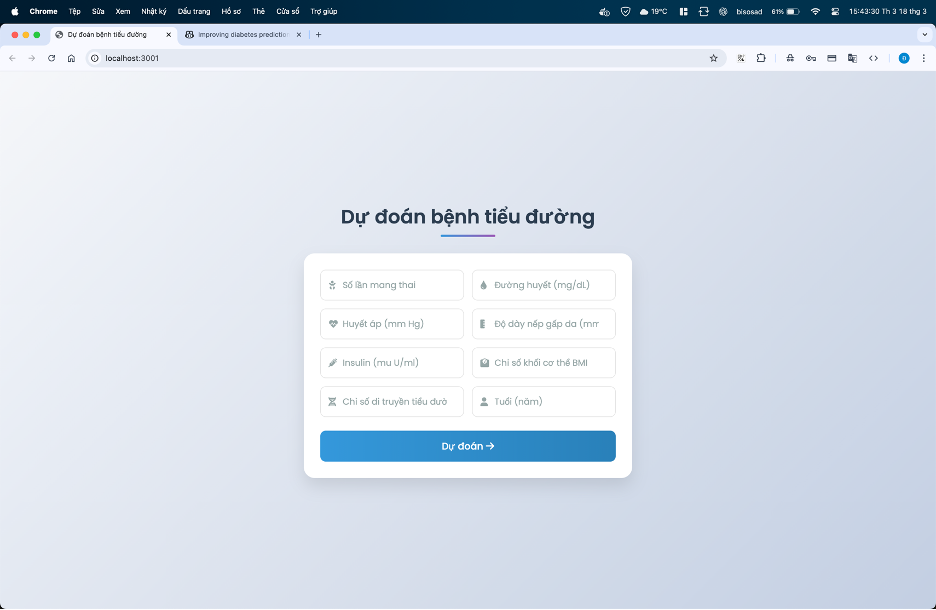 Chrome Tệp Sửa Xem Nhật ký Dấu trang Hồ sơ Thẻ Cửa sổ Trợ giúp 19°C bisosad 61% 15:43:30 Th 3 18 thg 3
Dự đoán bệnh tiểu đường Improving diabetes prediction
localhost:3001
Dự đoán bệnh tiểu đường
Số lần mang thai Đường huyết (mg/dL)
Huyết áp (mm Hg) Độ dày nếp gấp da (mm
Insulin (mu U/ml) Chỉ số khối cơ thể BMI
Chỉ số di truyền tiểu đườ Tuổi (năm)
Dự đoán →